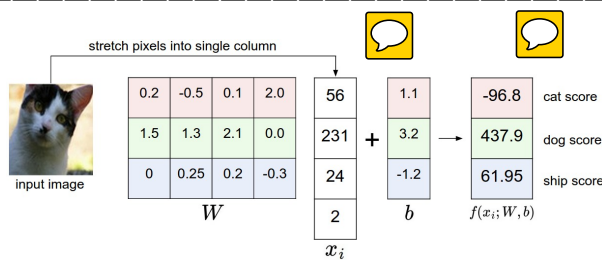 stretch pixels into single column
0.2 -0.5 0.1 2.0
1.5 1.3 2.1 0.0
0 0.25 0.2 -0.3
W
56
231
24
2
x_i
+
1.1
3.2
-1.2
b
-96.8 cat score
437.9 dog score
61.95 ship score
f(x_i; W, b)
input image